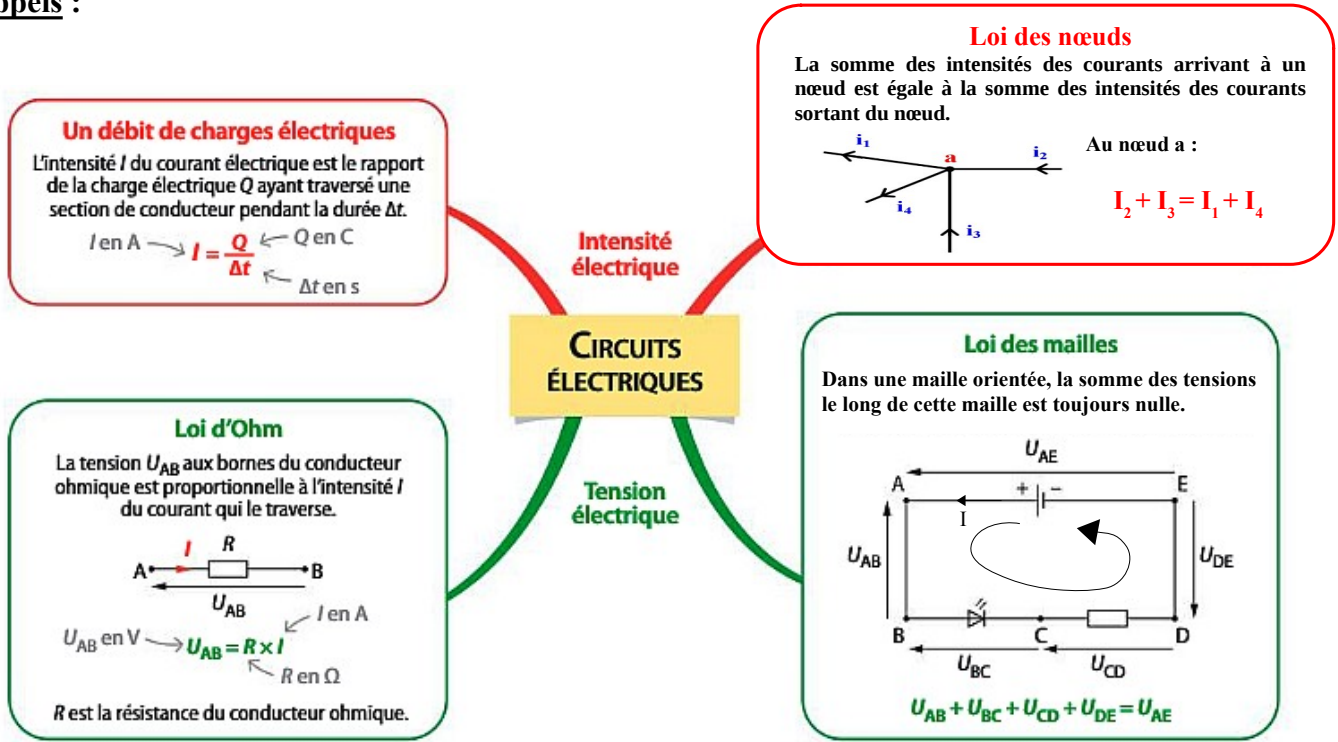 ppels :
Loi des nœuds
La somme des intensités des courants arrivant à un
nœud est égale à la somme des intensités des courants
sortant du nœud.
i₁
a
i₂
i₄
i₃
Au nœud a :
I₂ + I₃ = I₁ + I₄
Un débit de charges électriques
L'intensité I du courant électrique est le rapport
de la charge électrique Q ayant traversé une
section de conducteur pendant la durée Δt.
I en A
I = Q/Δt
Q en C
Δt en s
Intensité
électrique
CIRCUITS
ÉLECTRIQUES
Tension
électrique
Loi d'Ohm
La tension U_AB aux bornes du conducteur
ohmique est proportionnelle à l'intensité I
du courant qui le traverse.
I
R
A
B
U_AB
I en A
U_AB en V
U_AB = R × I
R en Ω
R est la résistance du conducteur ohmique.
Loi des mailles
Dans une maille orientée, la somme des tensions
le long de cette maille est toujours nulle.
U_AE
A
+
−
E
I
U_AB
U_DE
B
C
D
U_BC
U_CD
U_AB + U_BC + U_CD + U_DE = U_AE